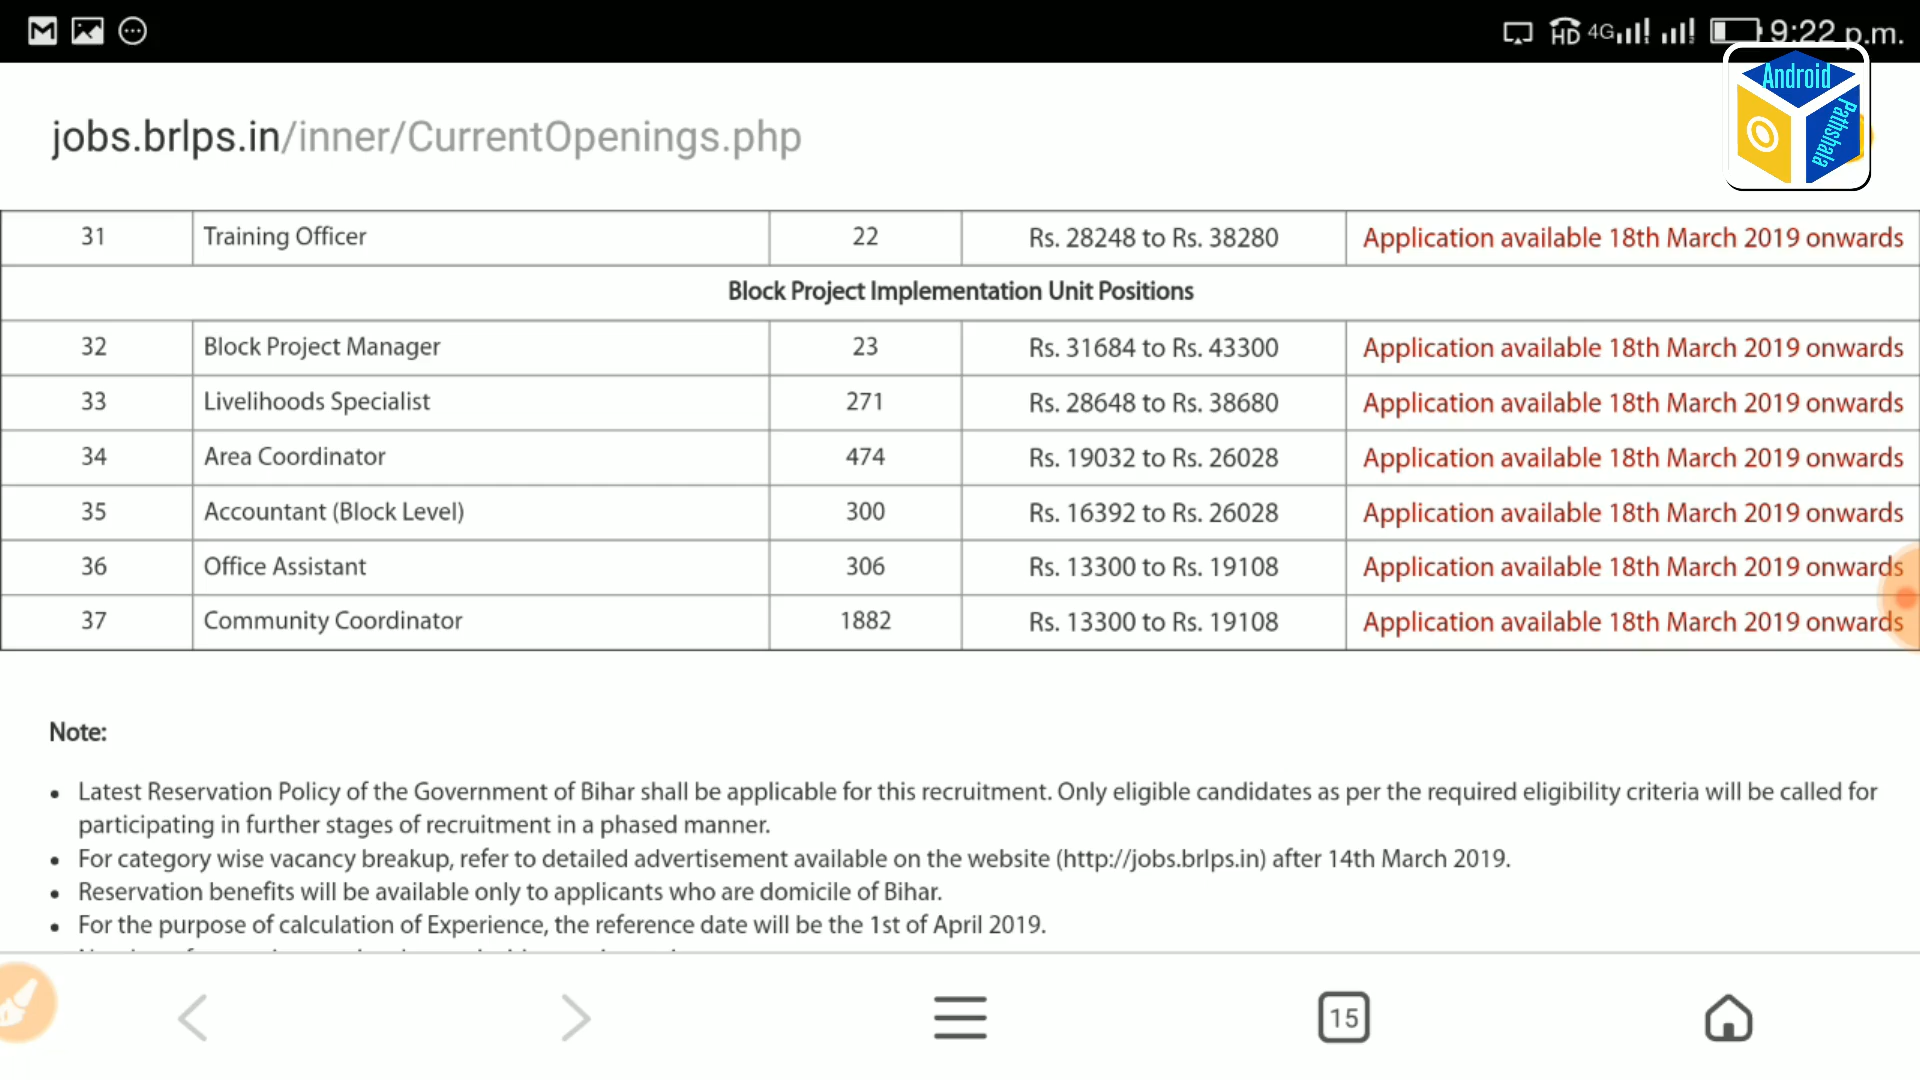 HD 4G 9:22 p.m.
Android
Pathshala
jobs.brlps.in/inner/CurrentOpenings.php
31 Training Officer 22 Rs. 28248 to Rs. 38280 Application available 18th March 2019 onwards
Block Project Implementation Unit Positions
32 Block Project Manager 23 Rs. 31684 to Rs. 43300 Application available 18th March 2019 onwards
33 Livelihoods Specialist 271 Rs. 28648 to Rs. 38680 Application available 18th March 2019 onwards
34 Area Coordinator 474 Rs. 19032 to Rs. 26028 Application available 18th March 2019 onwards
35 Accountant (Block Level) 300 Rs. 16392 to Rs. 26028 Application available 18th March 2019 onwards
36 Office Assistant 306 Rs. 13300 to Rs. 19108 Application available 18th March 2019 onwards
37 Community Coordinator 1882 Rs. 13300 to Rs. 19108 Application available 18th March 2019 onwards
Note:
• Latest Reservation Policy of the Government of Bihar shall be applicable for this recruitment. Only eligible candidates as per the required eligibility criteria will be called for
participating in further stages of recruitment in a phased manner.
• For category wise vacancy breakup, refer to detailed advertisement available on the website (http://jobs.brlps.in) after 14th March 2019.
• Reservation benefits will be available only to applicants who are domicile of Bihar.
• For the purpose of calculation of Experience, the reference date will be the 1st of April 2019.
15